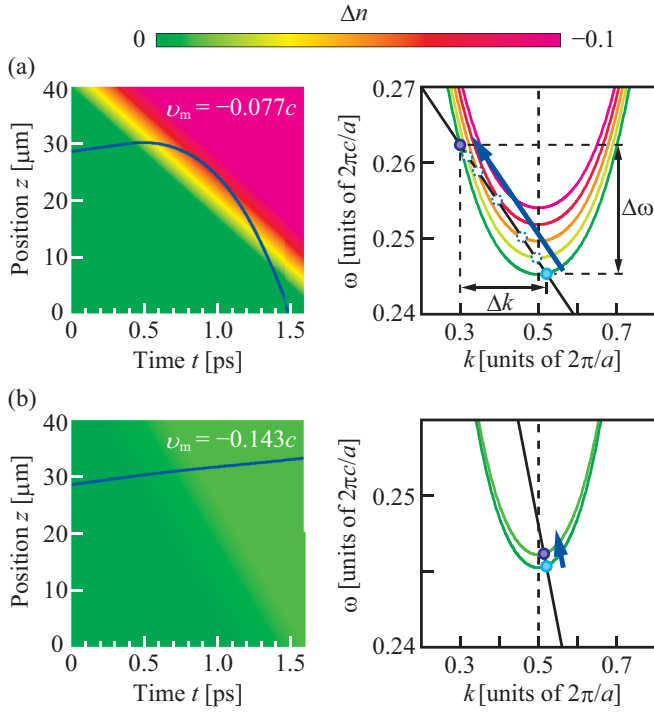 Δn
0
−0.1
(a)
υm = −0.077c
Position z [μm]
40
30
20
10
0
0
0.5
1.0
1.5
Time t [ps]
ω [units of 2πc/a]
0.27
0.26
0.25
0.24
Δω
Δk
0.3
0.5
0.7
k [units of 2π/a]
(b)
υm = −0.143c
Position z [μm]
40
30
20
10
0
0
0.5
1.0
1.5
Time t [ps]
ω [units of 2πc/a]
0.25
0.24
0.3
0.5
0.7
k [units of 2π/a]